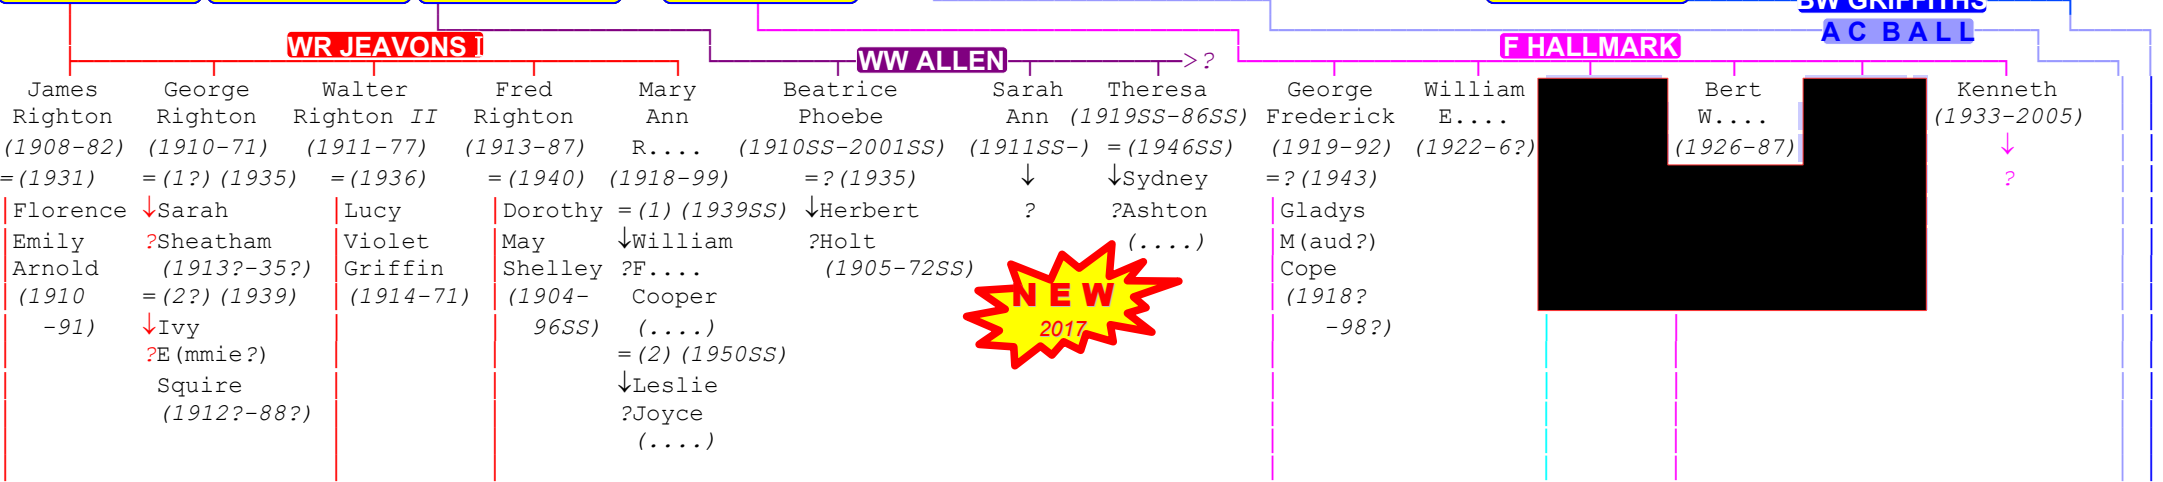 BW GRIFFITHS
A C B A L L
WR JEAVONS I
WW ALLEN
>?
F HALLMARK
James
Righton
(1908-82)
=(1931)
Florence
Emily
Arnold
(1910
-91)
George
Righton
(1910-71)
=(1?)(1935)
↓Sarah
?Sheatham
(1913?-35?)
=(2?)(1939)
↓Ivy
?E(mmie?)
Squire
(1912?-88?)
Walter
Righton II
(1911-77)
=(1936)
Lucy
Violet
Griffin
(1914-71)
Fred
Righton
(1913-87)
=(1940)
Dorothy
May
Shelley
(1904-
96SS)
Mary
Ann
R....
(1918-99)
=(1)(1939SS)
↓William
?F....
Cooper
(....)
=(2)(1950SS)
↓Leslie
?Joyce
(....)
Beatrice
Phoebe
(1910SS-2001SS)
=?(1935)
↓Herbert
?Holt
(1905-72SS)
Sarah
Ann
(1911SS-)
↓
?
Theresa
(1919SS-86SS)
=(1946SS)
↓Sydney
?Ashton
(....)
N E W
2017
George
Frederick
(1919-92)
=?(1943)
Gladys
M(aud?)
Cope
(1918?
-98?)
William
E....
(1922-6?)
Bert
W....
(1926-87)
Kenneth
(1933-2005)
↓
?